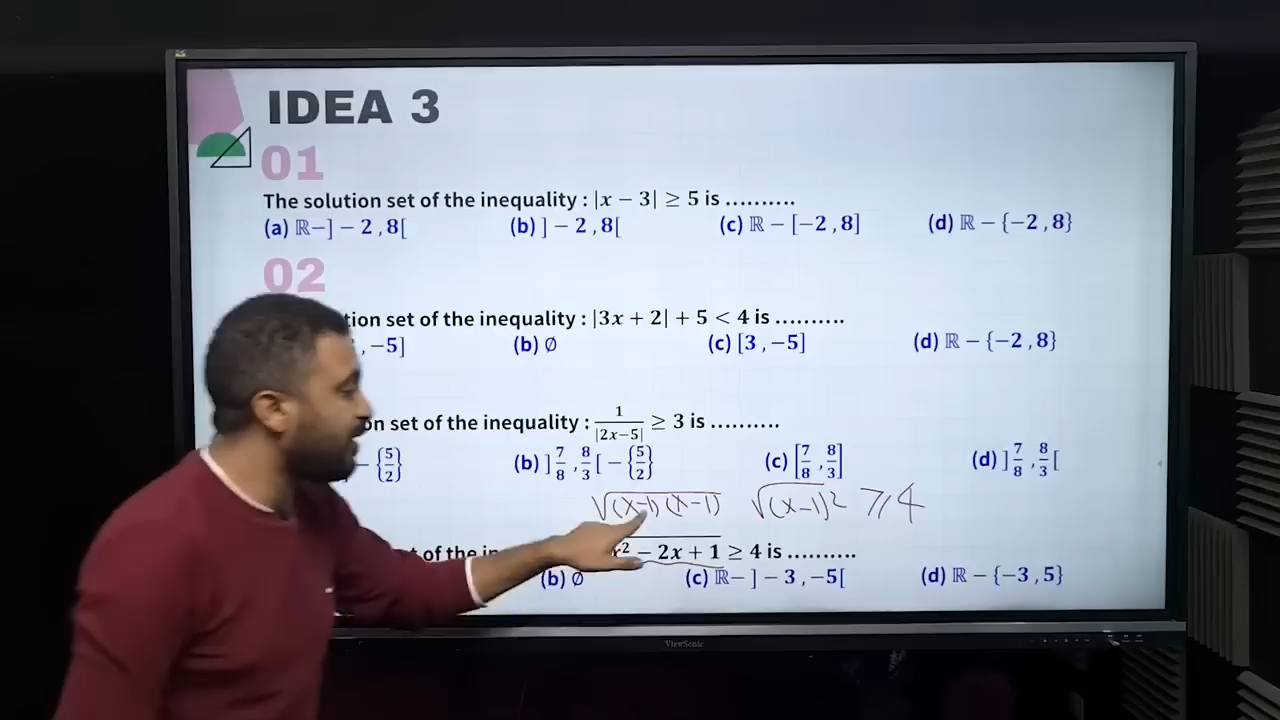 IDEA 3
01
The solution set of the inequality : |x − 3| ≥ 5 is ..........
(a) ℝ−] − 2 , 8[ (b) ] − 2 , 8[ (c) ℝ − [−2 , 8] (d) ℝ − {−2 , 8}
02
tion set of the inequality : |3x + 2| + 5 < 4 is ..........
, −5] (b) ∅ (c) [3 , −5] (d) ℝ − {−2 , 8}
on set of the inequality : 1/|2x−5| ≥ 3 is ..........
− {5/2} (b) ]7/8 , 8/3[ − {5/2} (c) [7/8 , 8/3] (d) ]7/8 , 8/3[
√(x−1)(x−1) √(x−1)2 ≥ 4
t of the ine x² − 2x + 1 ≥ 4 is ..........
(b) ∅ (c) ℝ− ] − 3 , −5[ (d) ℝ − {−3 , 5}
ViewSonic